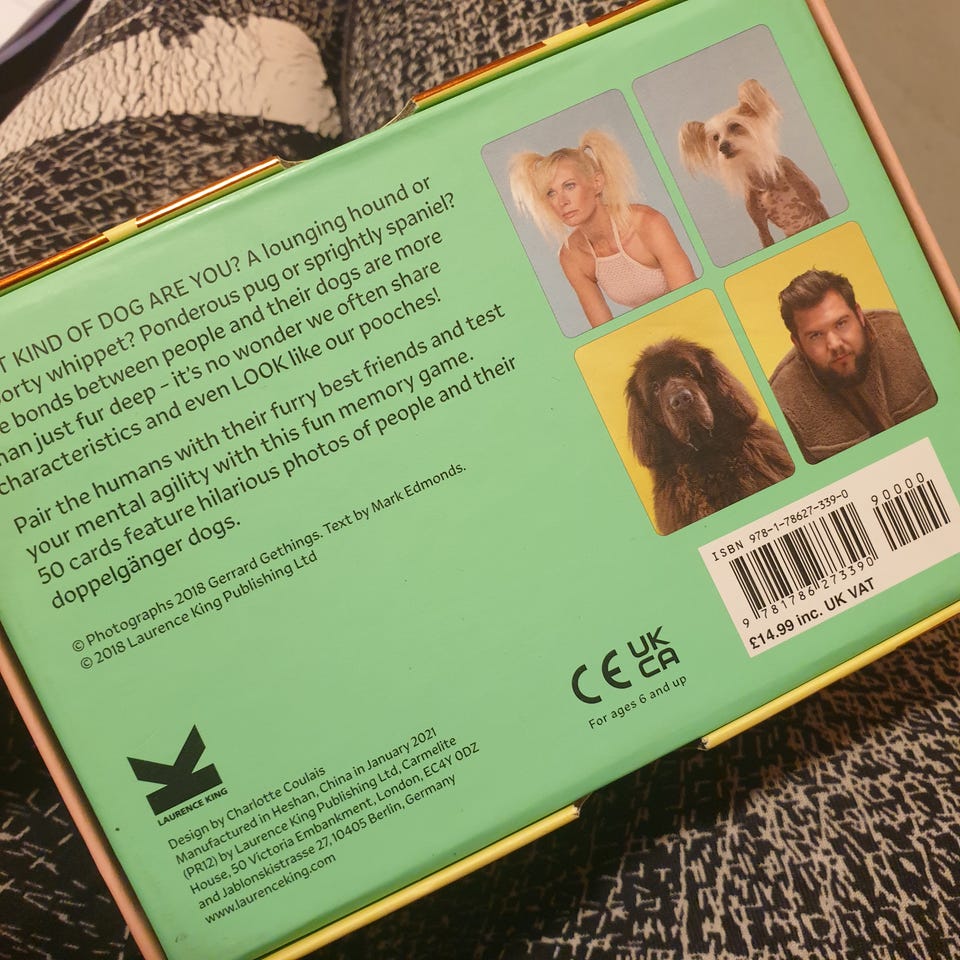 T KIND OF DOG ARE YOU? A lounging hound or
orty whippet? Ponderous pug or sprightly spaniel?
e bonds between people and their dogs are more
han just fur deep – it's no wonder we often share
characteristics and even LOOK like our pooches!
Pair the humans with their furry best friends and test
your mental agility with this fun memory game.
50 cards feature hilarious photos of people and their
doppelgänger dogs.
© Photographs 2018 Gerrard Gethings. Text by Mark Edmonds.
© 2018 Laurence King Publishing Ltd
ISBN 978-1-78627-339-0
90000
9 781786 273390
£14.99 inc. UK VAT
CE UK
CA
For ages 6 and up
LAURENCE KING
Design by Charlotte Coulais
Manufactured in Heshan, China in January 2021
(PR12) by Laurence King Publishing Ltd, Carmelite
House, 50 Victoria Embankment, London, EC4Y 0DZ
and Jablonskistrasse 27, 10405 Berlin, Germany
www.laurenceking.com